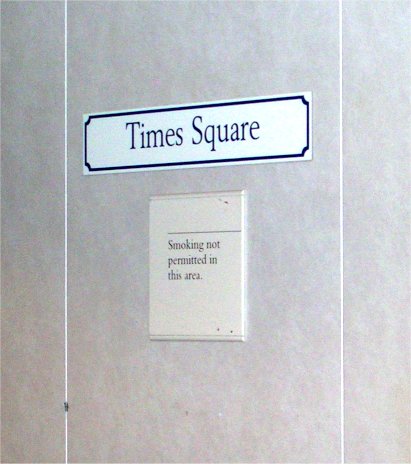 Times Square
Smoking not
permitted in
this area.